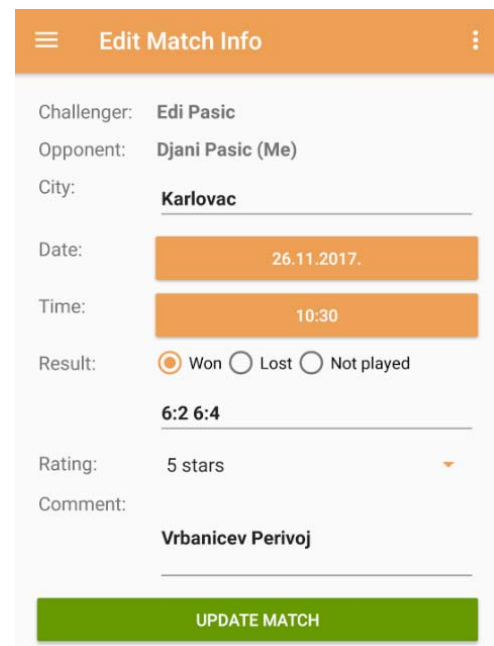 Edit Match Info
Challenger: Edi Pasic
Opponent: Djani Pasic (Me)
City: Karlovac
Date: 26.11.2017.
Time: 10:30
Result: Won Lost Not played
6:2 6:4
Rating: 5 stars
Comment:
Vrbanicev Perivoj
UPDATE MATCH